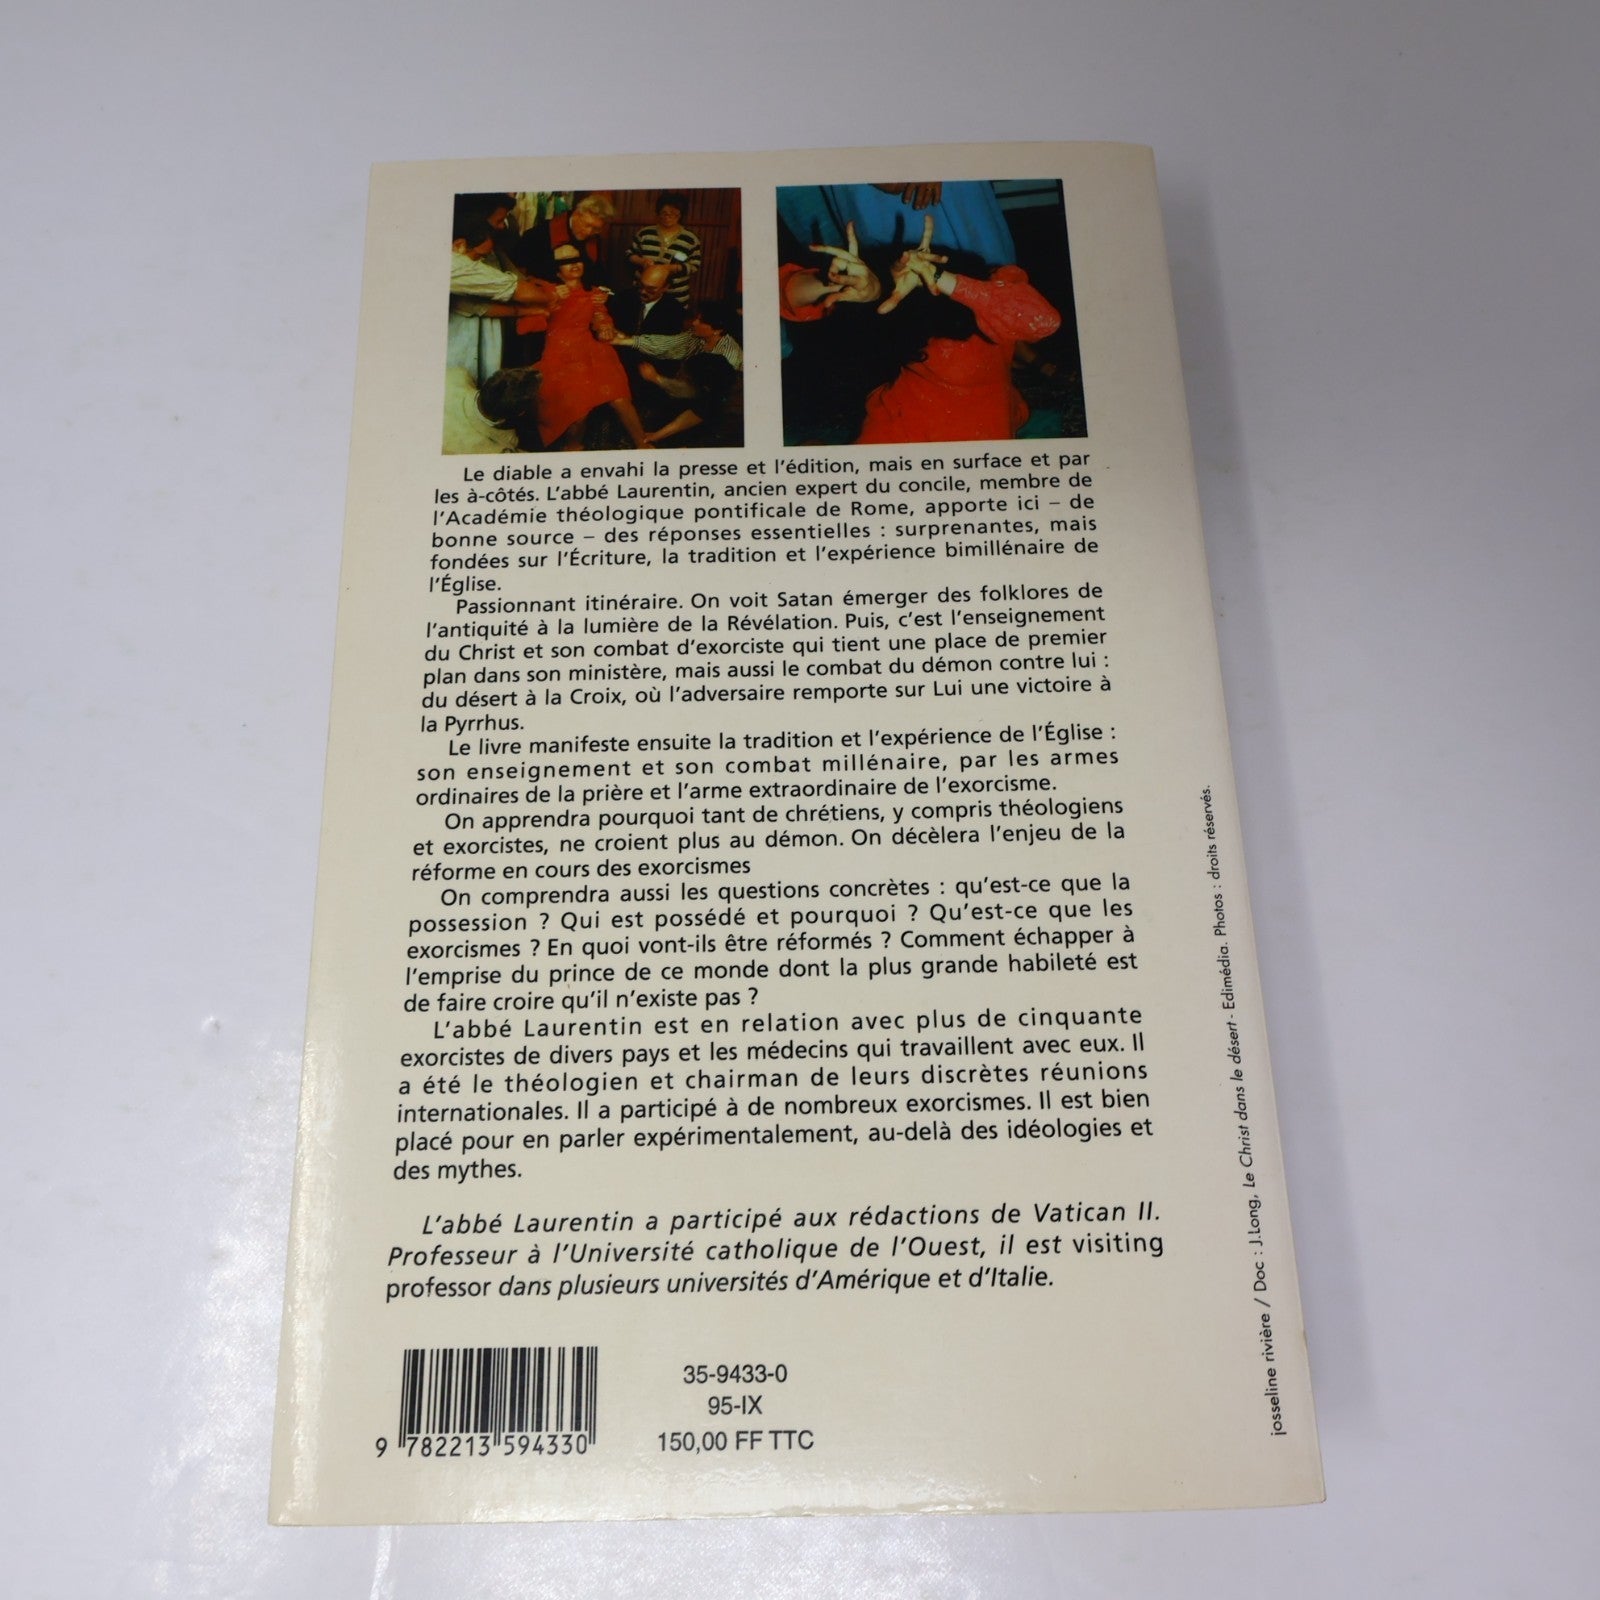 Le diable a envahi la presse et l'édition, mais en surface et par
les à-côtés. L'abbé Laurentin, ancien expert du concile, membre de
l'Académie théologique pontificale de Rome, apporte ici – de
bonne source – des réponses essentielles : surprenantes, mais
fondées sur l'Écriture, la tradition et l'expérience bimillénaire de
l'Église.
Passionnant itinéraire. On voit Satan émerger des folklores de
l'antiquité à la lumière de la Révélation. Puis, c'est l'enseignement
du Christ et son combat d'exorciste qui tient une place de premier
plan dans son ministère, mais aussi le combat du démon contre lui :
du désert à la Croix, où l'adversaire remporte sur Lui une victoire à
la Pyrrhus.
Le livre manifeste ensuite la tradition et l'expérience de l'Église :
son enseignement et son combat millénaire, par les armes
ordinaires de la prière et l'arme extraordinaire de l'exorcisme.
On apprendra pourquoi tant de chrétiens, y compris théologiens
et exorcistes, ne croient plus au démon. On décèlera l'enjeu de la
réforme en cours des exorcismes
On comprendra aussi les questions concrètes : qu'est-ce que la
possession ? Qui est possédé et pourquoi ? Qu'est-ce que les
exorcismes ? En quoi vont-ils être réformés ? Comment échapper à
l'emprise du prince de ce monde dont la plus grande habileté est
de faire croire qu'il n'existe pas ?
L'abbé Laurentin est en relation avec plus de cinquante
exorcistes de divers pays et les médecins qui travaillent avec eux. Il
a été le théologien et chairman de leurs discrètes réunions
internationales. Il a participé à de nombreux exorcismes. Il est bien
placé pour en parler expérimentalement, au-delà des idéologies et
des mythes.
L'abbé Laurentin a participé aux rédactions de Vatican II.
Professeur à l'Université catholique de l'Ouest, il est visiting
professor dans plusieurs universités d'Amérique et d'Italie.
35-9433-0
95-IX
150,00 FF TTC
9 782213 594330
josseline rivière / Doc : J.Long, Le Christ dans le désert - Edimédia. Photos : droits réservés.